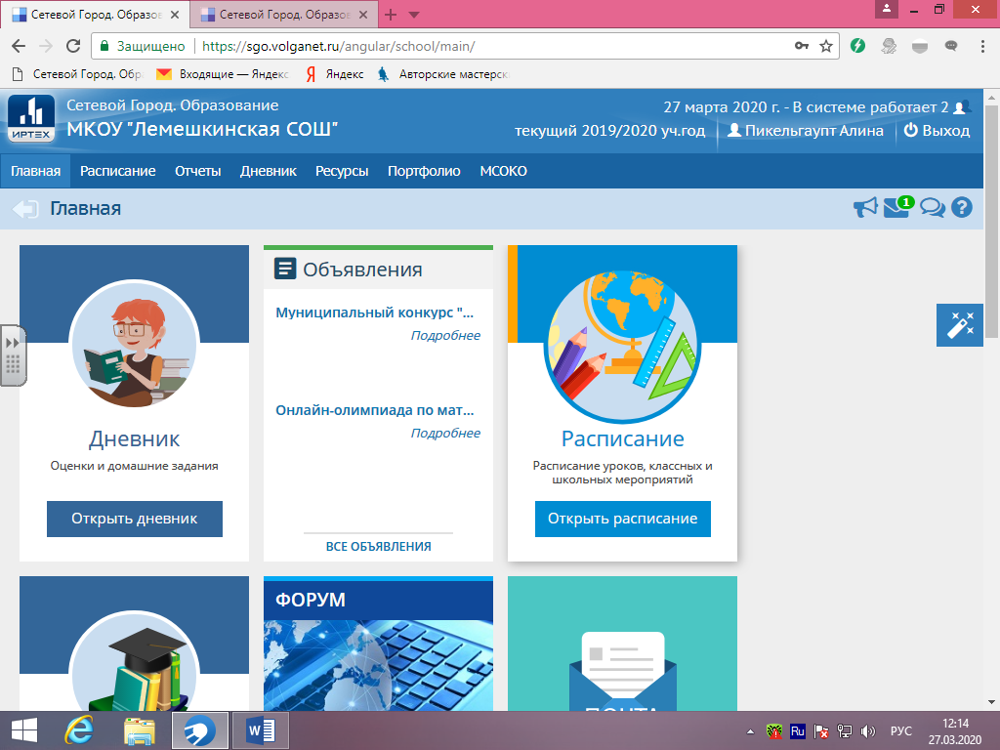 Сетевой Город. Образов
Сетевой Город. Образов
Защищено
https://sgo.volganet.ru/angular/school/main/
Сетевой Город. Обр
Входящие — Яндекс
Яндекс
Авторские мастерск
ИРТЕХ
Сетевой Город. Образование
МКОУ "Лемешкинская СОШ"
27 марта 2020 г. - В системе работает 2
текущий 2019/2020 уч.год
Пикельгаупт Алина
Выход
Главная
Расписание
Отчеты
Дневник
Ресурсы
Портфолио
МСОКО
Главная
1
?
Дневник
Оценки и домашние задания
Открыть дневник
Объявления
Муниципальный конкурс "...
Подробнее
Онлайн-олимпиада по мат...
Подробнее
ВСЕ ОБЪЯВЛЕНИЯ
Расписание
Расписание уроков, классных и
школьных мероприятий
Открыть расписание
ФОРУМ
ПОЧТА
Ru
РУС
12:14
27.03.2020